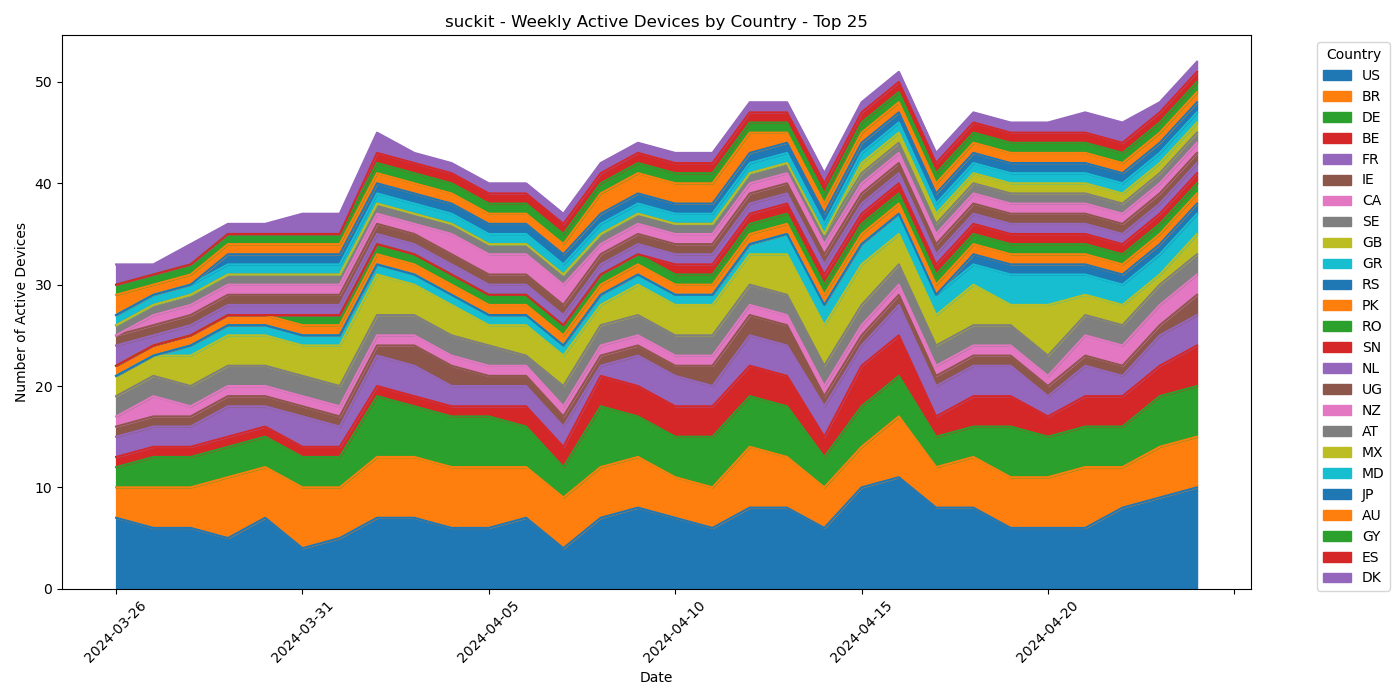 suckit - Weekly Active Devices by Country - Top 25
Number of Active Devices
50
40
30
20
10
0
2024-03-26
2024-03-31
2024-04-05
2024-04-10
2024-04-15
2024-04-20
Date
Country
US
BR
DE
BE
FR
IE
CA
SE
GB
GR
RS
PK
RO
SN
NL
UG
NZ
AT
MX
MD
JP
AU
GY
ES
DK